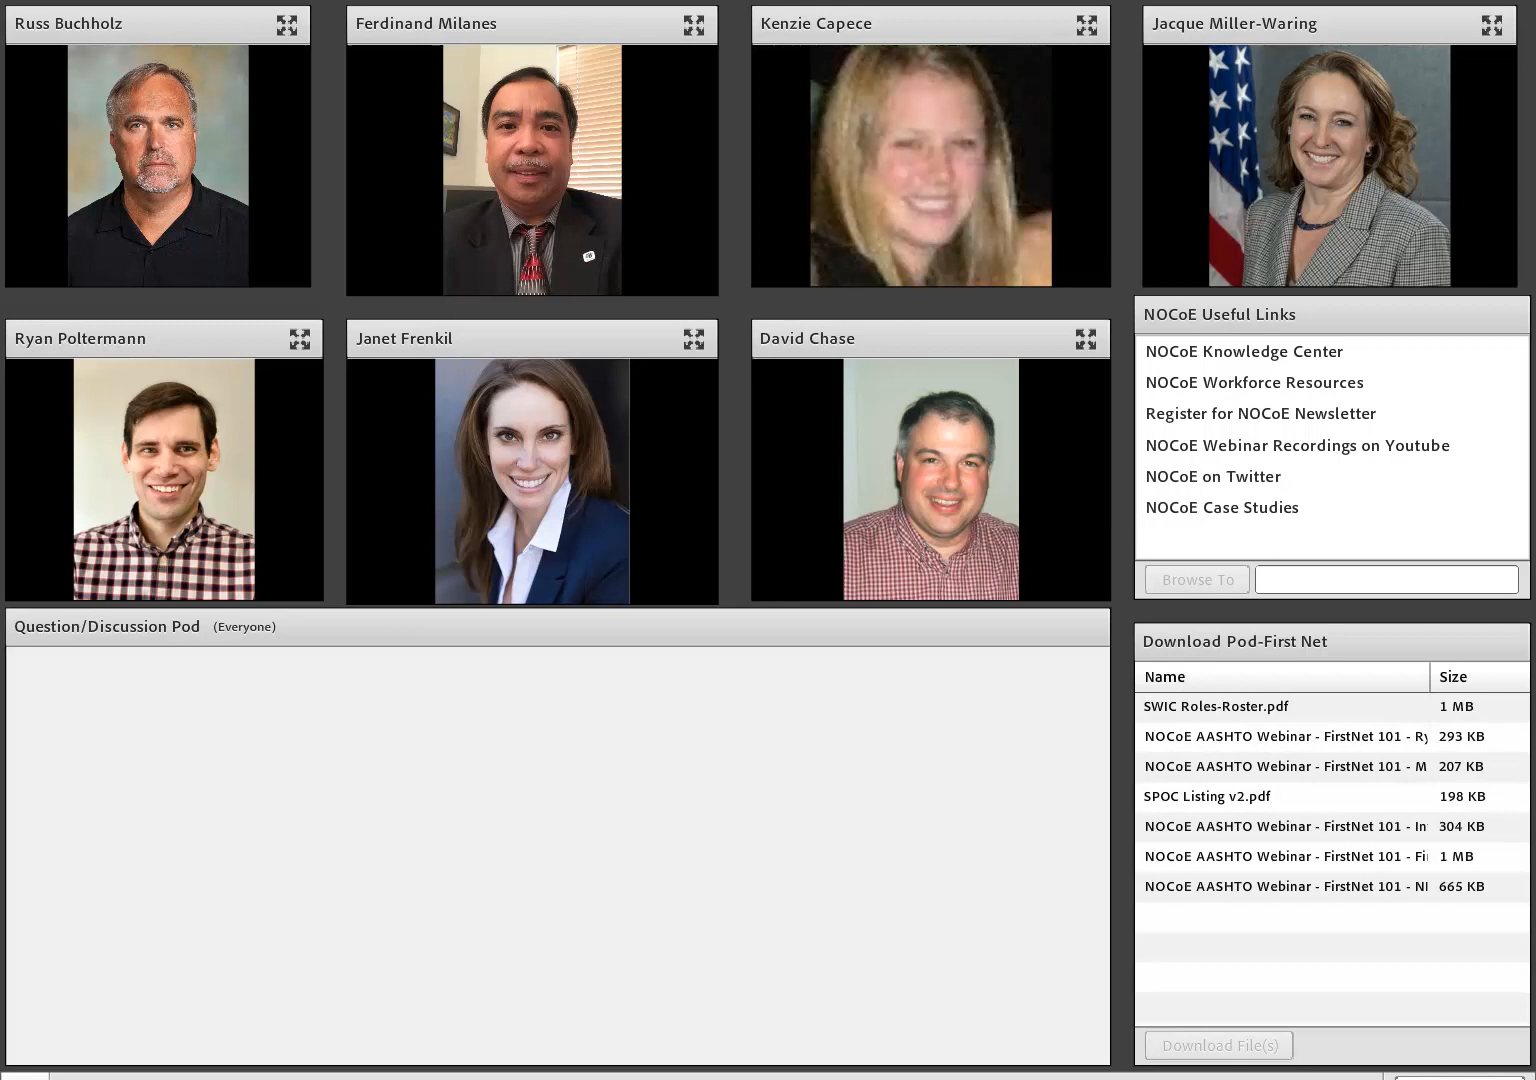 Russ Buchholz
Ferdinand Milanes
Kenzie Capece
Jacque Miller-Waring
Ryan Poltermann
Janet Frenkil
David Chase
NOCoE Useful Links
NOCoE Knowledge Center
NOCoE Workforce Resources
Register for NOCoE Newsletter
NOCoE Webinar Recordings on Youtube
NOCoE on Twitter
NOCoE Case Studies
Browse To
Question/Discussion Pod (Everyone)
Download Pod-First Net
Name Size
SWIC Roles-Roster.pdf 1 MB
NOCoE AASHTO Webinar - FirstNet 101 - Ry 293 KB
NOCoE AASHTO Webinar - FirstNet 101 - M 207 KB
SPOC Listing v2.pdf 198 KB
NOCoE AASHTO Webinar - FirstNet 101 - In 304 KB
NOCoE AASHTO Webinar - FirstNet 101 - Fi 1 MB
NOCoE AASHTO Webinar - FirstNet 101 - 665 KB
Download File(s)